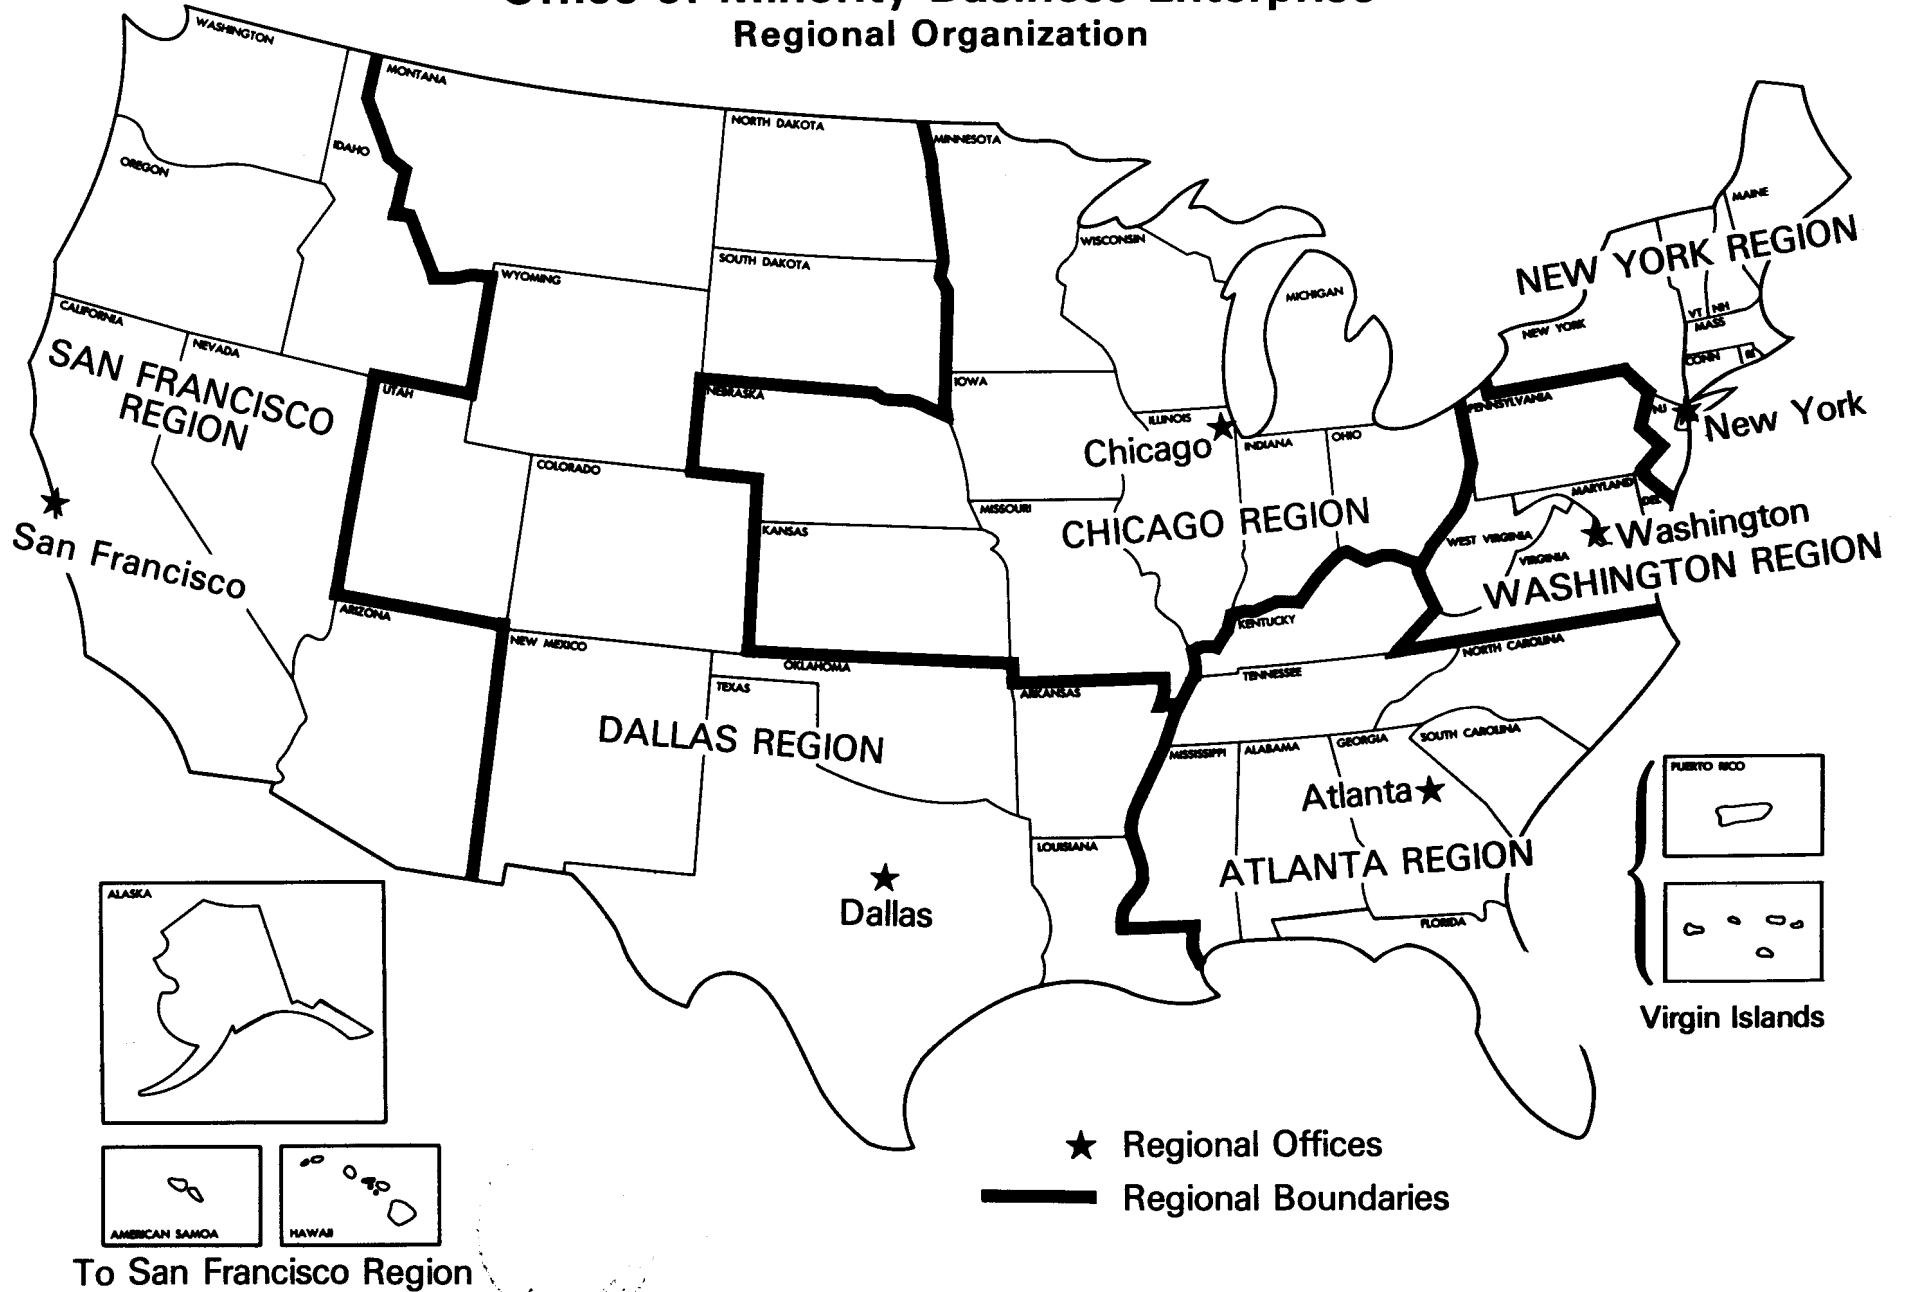 Office of Minority Business Enterprise
Regional Organization
WASHINGTON
MONTANA
NORTH DAKOTA
MINNESOTA
IDAHO
OREGON
MAINE
WISCONSIN
NEW YORK REGION
SOUTH DAKOTA
WYOMING
MICHIGAN
CALIFORNIA
VT
NH
MASS
NEW YORK
NEVADA
CONN
RI
SAN FRANCISCO
REGION
UTAH
NEBRASKA
IOWA
PENNSYLVANIA
NJ
New York
ILLINOIS
Chicago
INDIANA
OHIO
COLORADO
MARYLAND
DEL
San Francisco
MISSOURI
CHICAGO REGION
KANSAS
WEST VIRGINIA
VIRGINIA
Washington
WASHINGTON REGION
ARIZONA
KENTUCKY
NEW MEXICO
OKLAHOMA
NORTH CAROLINA
TENNESSEE
TEXAS
ARKANSAS
DALLAS REGION
MISSISSIPPI
ALABAMA
GEORGIA
SOUTH CAROLINA
PUERTO RICO
Atlanta
LOUISIANA
ATLANTA REGION
ALASKA
Dallas
FLORIDA
Virgin Islands
Regional Offices
Regional Boundaries
AMERICAN SAMOA
HAWAII
To San Francisco Region